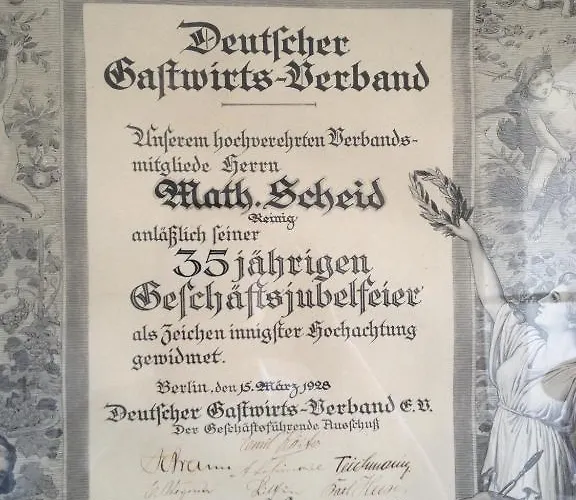 Deutscher
Gastwirts-Verband
Unserem hochverehrten Verbands-
mitgliede Herrn
Math. Scheid
Reinig
anläßlich seiner
35jährigen
Geschäftsjubelfeier
als Zeichen innigster Hochachtung
gewidmet.
Berlin, den 15. März 1928
Deutscher Gastwirts-Verband E.V.
Der Geschäftsführende Ausschuß
Teichmann